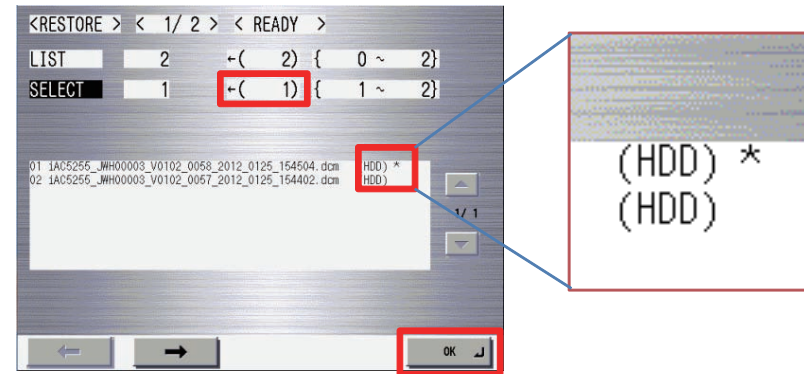 <RESTORE > < 1/ 2 > < READY >
LIST 2 ←( 2) { 0 ~ 2}
SELECT 1 ←( 1) { 1 ~ 2}
01 iAC5255_JWH00003_V0102_0058_2012_0125_154504.dcm HDD) *
02 iAC5255_JWH00003_V0102_0057_2012_0125_154402.dcm HDD)
1/ 1
← → OK ↵
(HDD) *
(HDD)